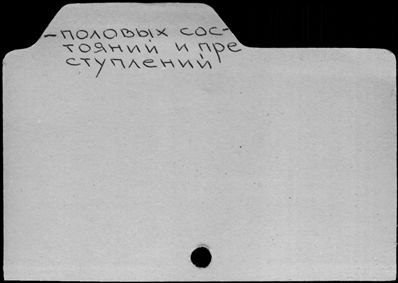 -половых сос-
тояний и пре
ступлений